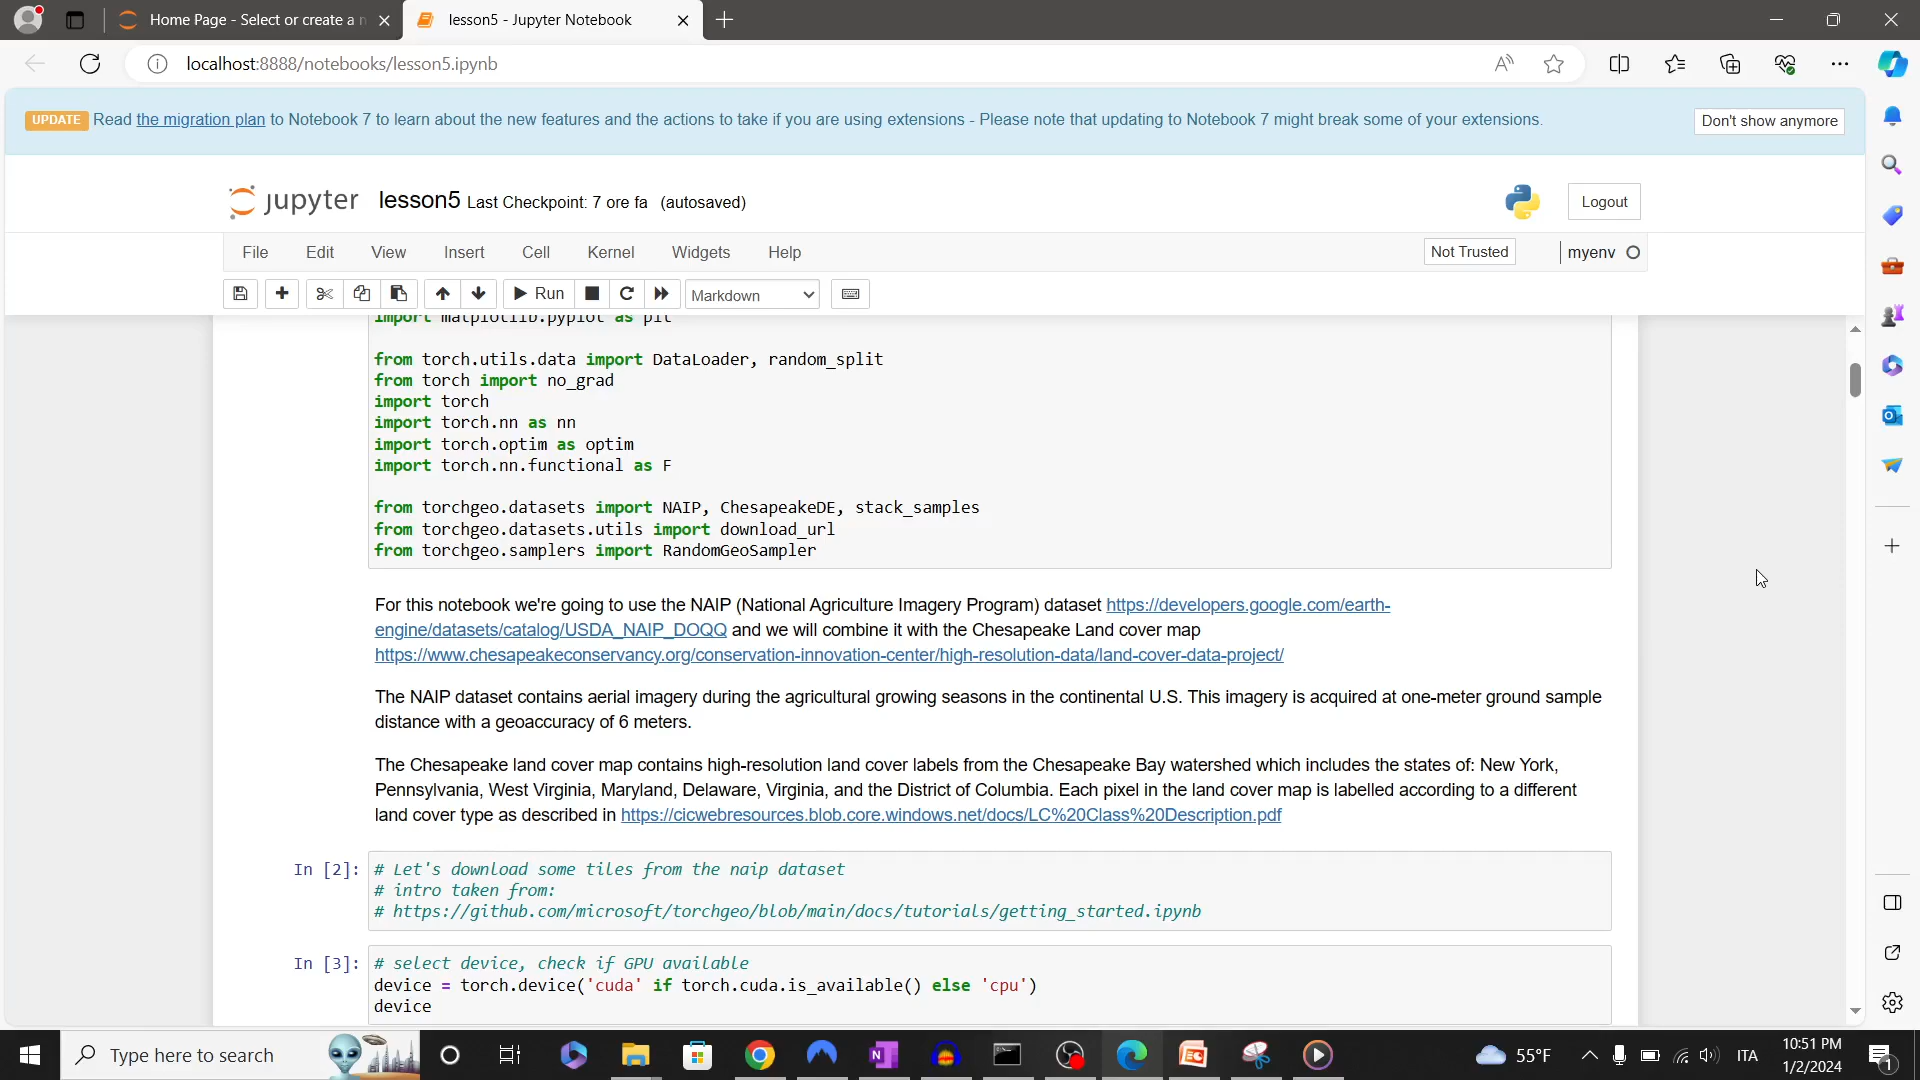 Home Page - Select or create a n
lesson5 - Jupyter Notebook
localhost:8888/notebooks/lesson5.ipynb
UPDATE Read the migration plan to Notebook 7 to learn about the new features and the actions to take if you are using extensions - Please note that updating to Notebook 7 might break some of your extensions.
Don't show anymore
jupyter lesson5 Last Checkpoint: 7 ore fa (autosaved)
Logout
File Edit View Insert Cell Kernel Widgets Help
Not Trusted
myenv
Run
Markdown
import matplotlib.pyplot as plt
from torch.utils.data import DataLoader, random_split
from torch import no_grad
import torch
import torch.nn as nn
import torch.optim as optim
import torch.nn.functional as F
from torchgeo.datasets import NAIP, ChesapeakeDE, stack_samples
from torchgeo.datasets.utils import download_url
from torchgeo.samplers import RandomGeoSampler
For this notebook we're going to use the NAIP (National Agriculture Imagery Program) dataset https://developers.google.com/earth-
engine/datasets/catalog/USDA_NAIP_DOQQ and we will combine it with the Chesapeake Land cover map
https://www.chesapeakeconservancy.org/conservation-innovation-center/high-resolution-data/land-cover-data-project/
The NAIP dataset contains aerial imagery during the agricultural growing seasons in the continental U.S. This imagery is acquired at one-meter ground sample
distance with a geoaccuracy of 6 meters.
The Chesapeake land cover map contains high-resolution land cover labels from the Chesapeake Bay watershed which includes the states of: New York,
Pennsylvania, West Virginia, Maryland, Delaware, Virginia, and the District of Columbia. Each pixel in the land cover map is labelled according to a different
land cover type as described in https://cicwebresources.blob.core.windows.net/docs/LC%20Class%20Description.pdf
In [2]: # Let's download some tiles from the naip dataset
# intro taken from:
# https://github.com/microsoft/torchgeo/blob/main/docs/tutorials/getting_started.ipynb
In [3]: # select device, check if GPU available
device = torch.device('cuda' if torch.cuda.is_available() else 'cpu')
device
Type here to search
55°F
ITA
10:51 PM
1/2/2024
1